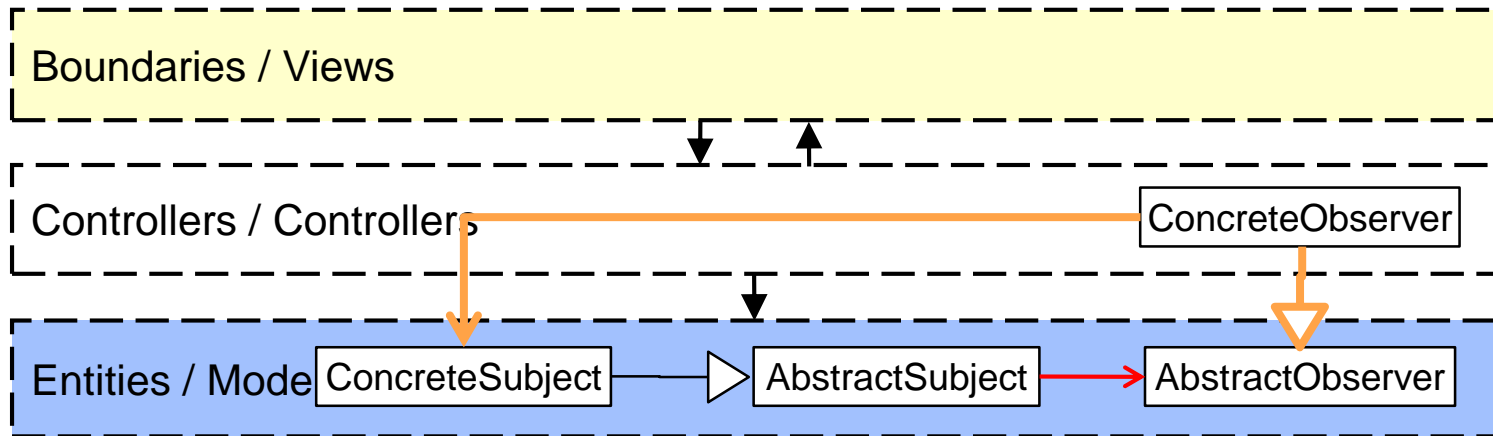 Boundaries / Views
Controllers / Controllers
ConcreteObserver
Entities / Mode
ConcreteSubject
AbstractSubject
AbstractObserver